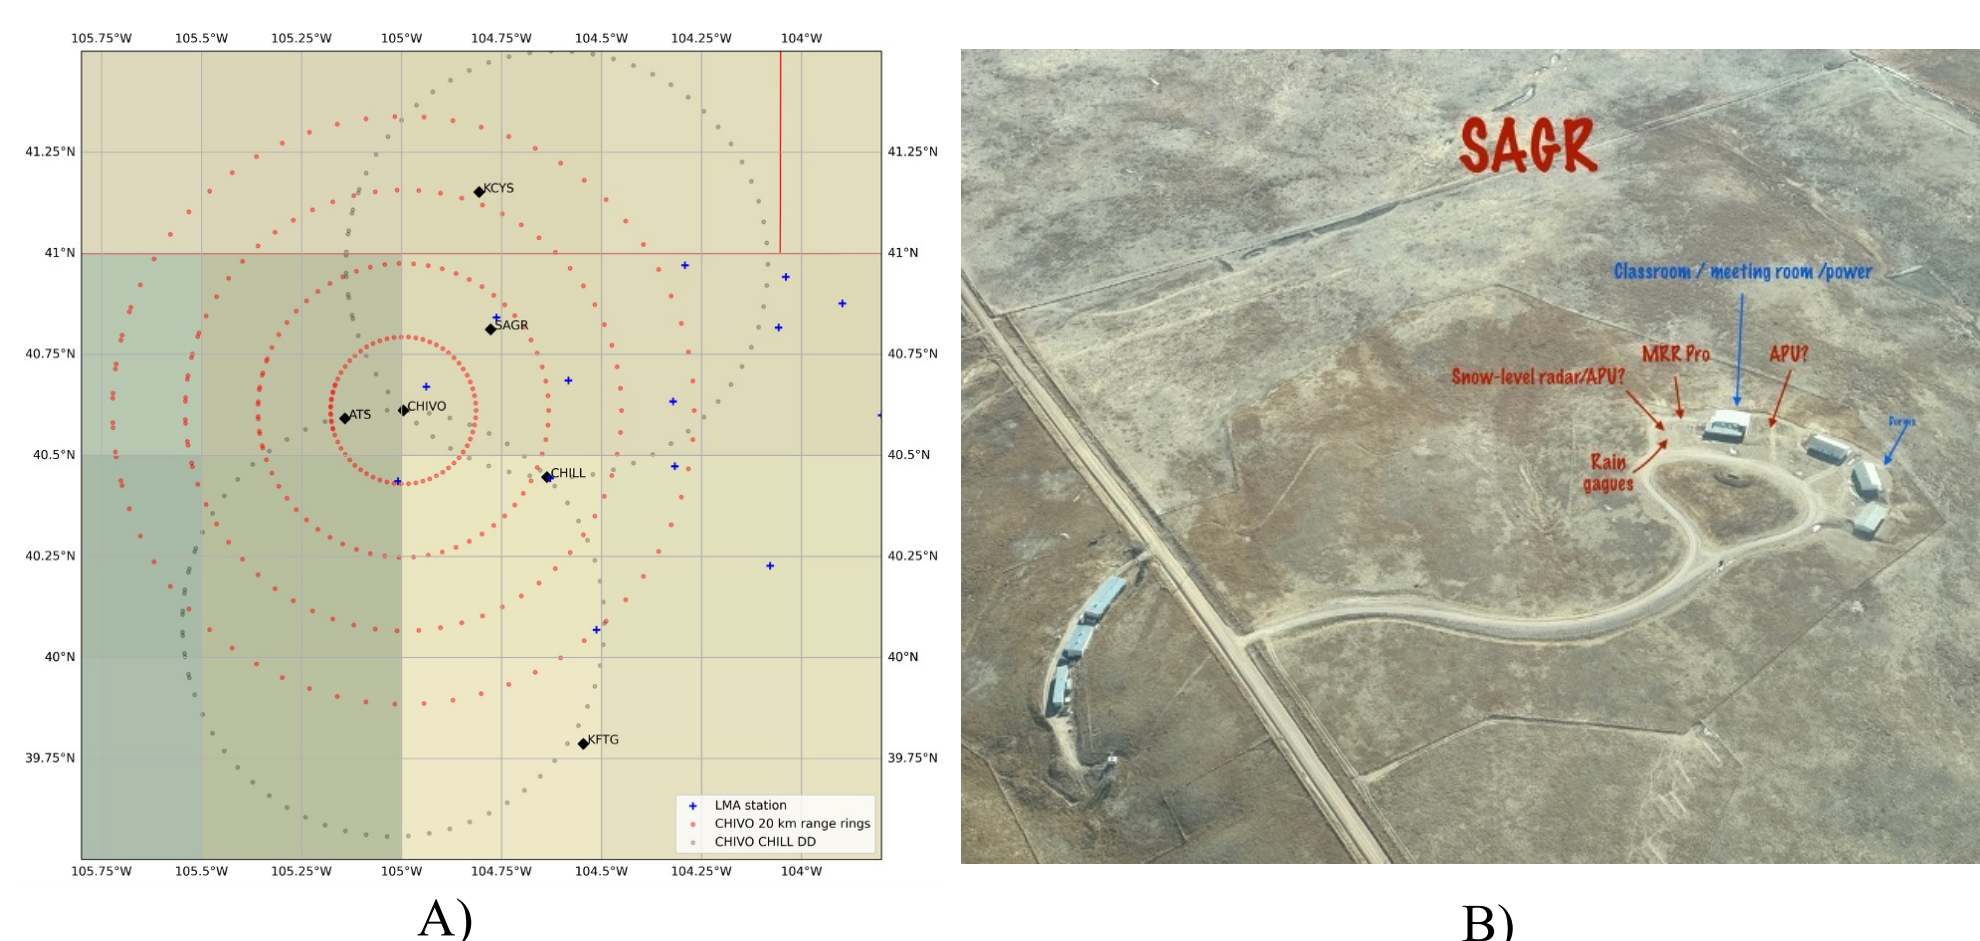 105.75°W 105.5°W 105.25°W 105°W 104.75°W 104.5°W 104.25°W 104°W
41.25°N 41.25°N
KCYS
41°N 41°N
SAGR
40.75°N 40.75°N
ATS CHIVO
40.5°N 40.5°N
CHILL
40.25°N 40.25°N
40°N 40°N
KFTG
39.75°N 39.75°N
LMA station
CHIVO 20 km range rings
CHIVO CHILL DD
105.75°W 105.5°W 105.25°W 105°W 104.75°W 104.5°W 104.25°W 104°W
A)
SAGR
Classroom / meeting room /power
MRR Pro
APU?
Snow-level radar/APU?
Dorms
Rain
gagues
B)